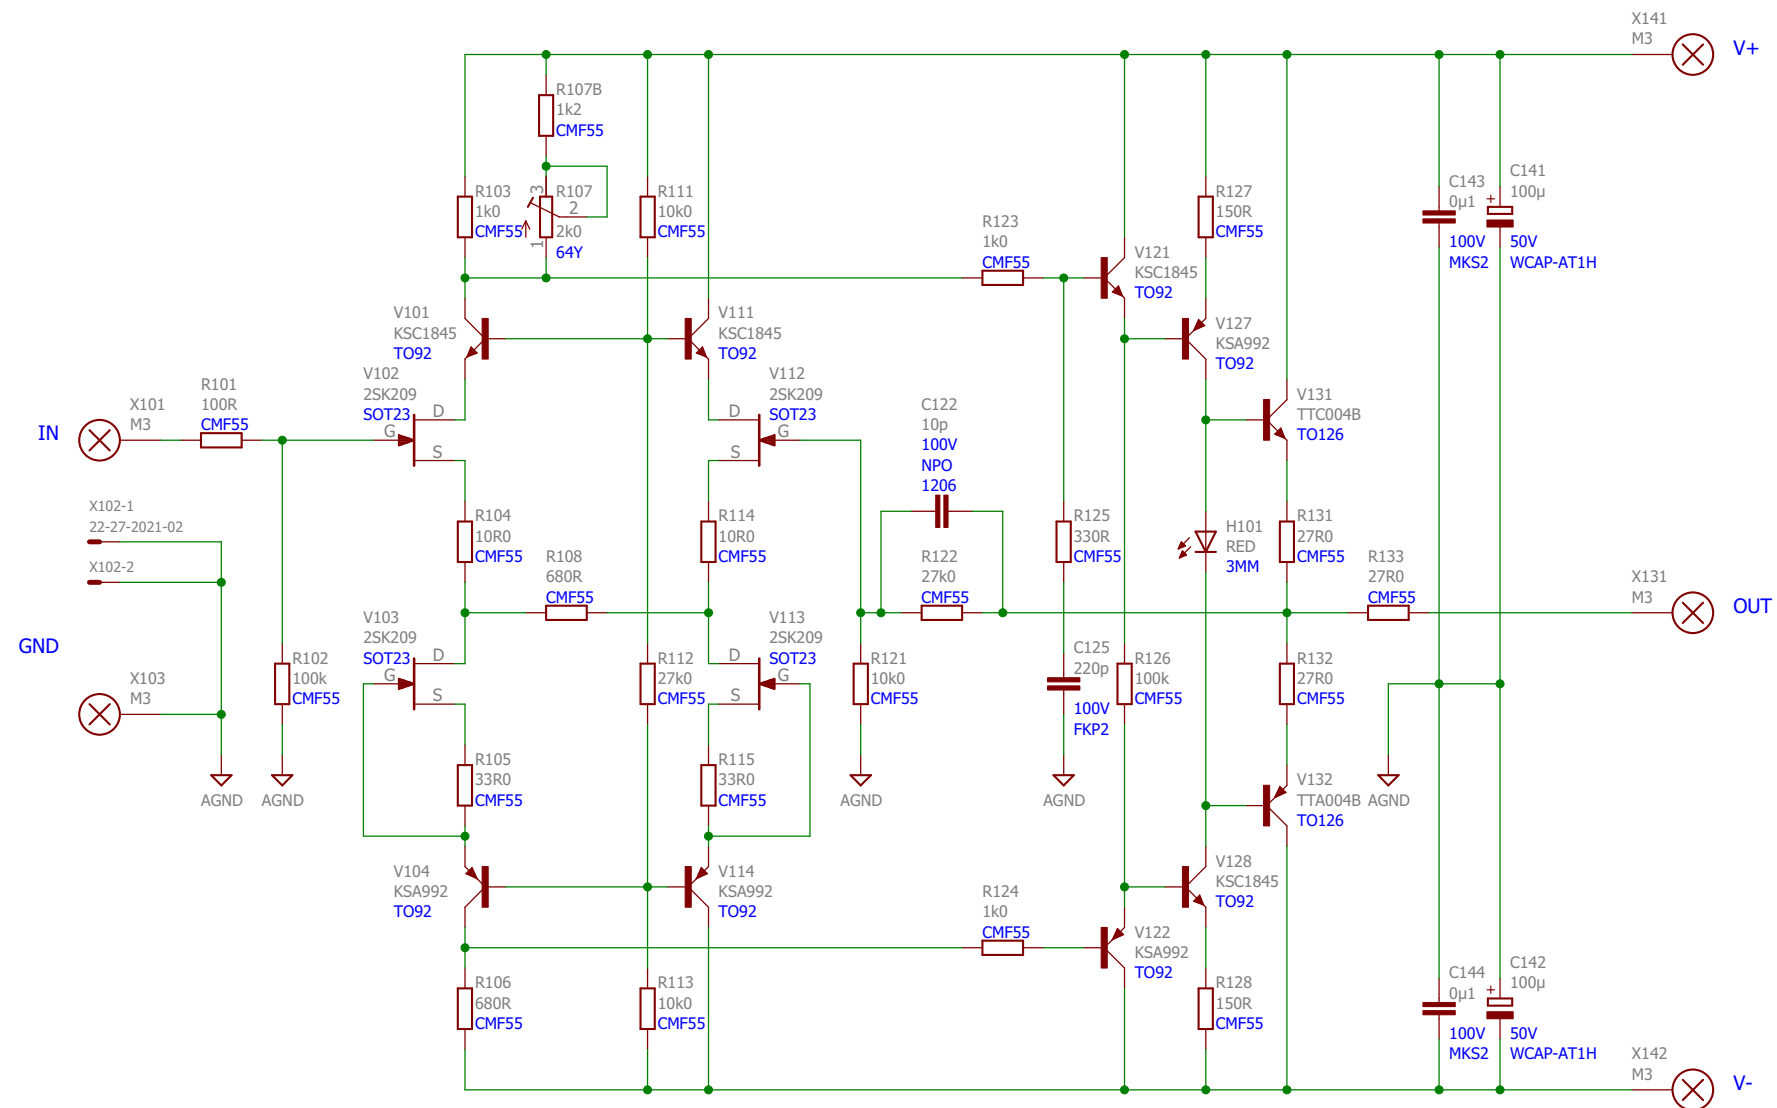 X141
M3
V+
R107B
1k2
CMF55
R103
1k0
CMF55
3
R107
2
2k0
1
64Y
R111
10k0
CMF55
R123
1k0
CMF55
V121
KSC1845
TO92
R127
150R
CMF55
C143
0µ1
100V
MKS2
C141
100µ
+
50V
WCAP-AT1H
V101
KSC1845
TO92
V111
KSC1845
TO92
V127
KSA992
TO92
V102
2SK209
SOT23
D
G
S
V112
2SK209
SOT23
D
G
S
IN
X101
M3
R101
100R
CMF55
C122
10p
100V
NPO
1206
V131
TTC004B
TO126
X102-1
22-27-2021-02
X102-2
R104
10R0
CMF55
R114
10R0
CMF55
R108
680R
CMF55
R122
27k0
CMF55
R125
330R
CMF55
H101
RED
3MM
R131
27R0
CMF55
R133
27R0
CMF55
X131
M3
OUT
GND
X103
M3
R102
100k
CMF55
V103
2SK209
SOT23
D
G
S
R112
27k0
CMF55
V113
2SK209
SOT23
D
G
S
R121
10k0
CMF55
C125
220p
100V
FKP2
R126
100k
CMF55
R132
27R0
CMF55
R105
33R0
CMF55
R115
33R0
CMF55
AGND
AGND
AGND
AGND
V132
TTA004B
TO126
AGND
V104
KSA992
TO92
V114
KSA992
TO92
R124
1k0
CMF55
V122
KSA992
TO92
V128
KSC1845
TO92
R106
680R
CMF55
R113
10k0
CMF55
R128
150R
CMF55
C144
0µ1
100V
MKS2
C142
100µ
+
50V
WCAP-AT1H
X142
M3
V-